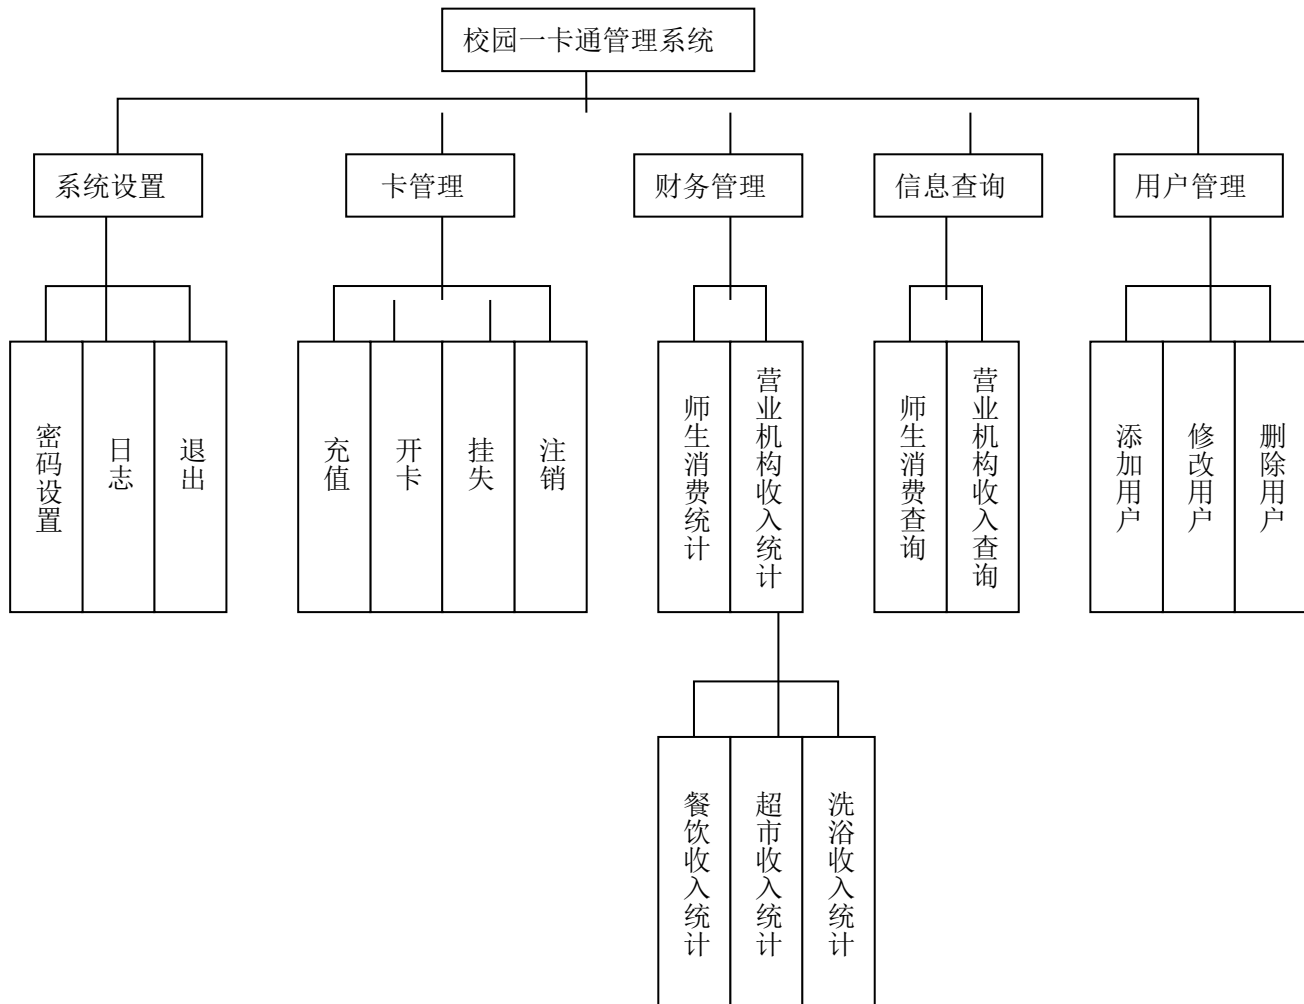 校园一卡通管理系统
系统设置
卡管理
财务管理
信息查询
用户管理
密码设置
日志
退出
充值
开卡
挂失
注销
师生消费统计
营业机构收入统计
师生消费查询
营业机构收入查询
添加用户
修改用户
删除用户
餐饮收入统计
超市收入统计
洗浴收入统计